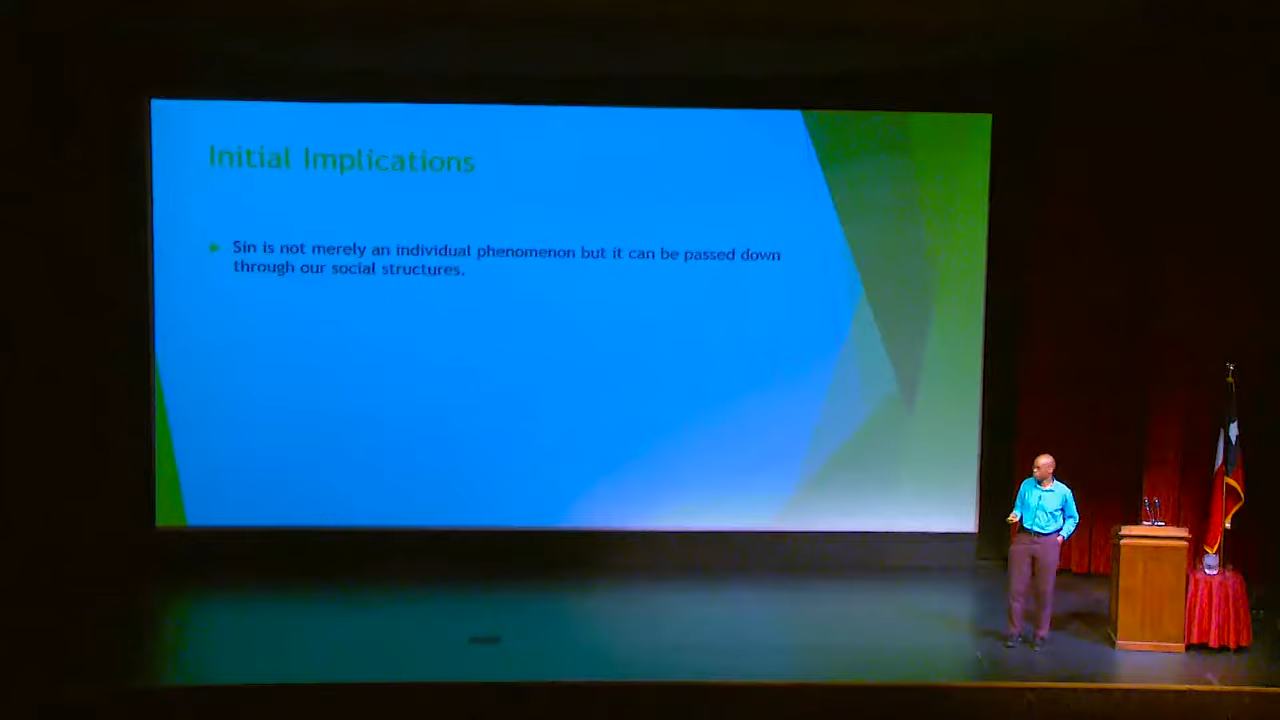 Initial Implications
Sin is not merely an individual phenomenon but it can be passed down
through our social structures.